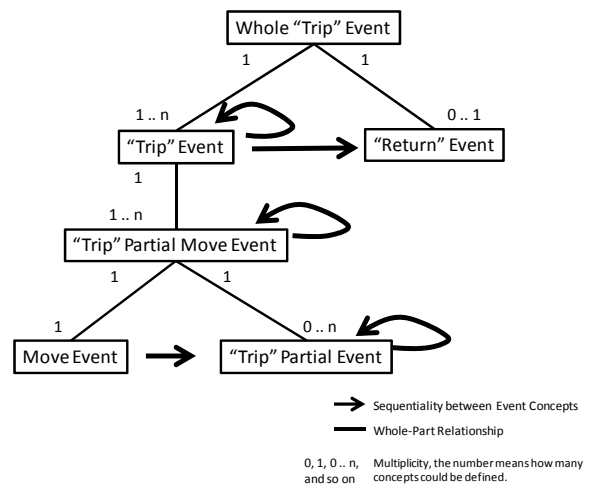 Whole “Trip” Event
1 1
1 .. n 0 .. 1
“Trip” Event “Return” Event
1
1 .. n
“Trip” Partial Move Event
1 1
1 0 .. n
Move Event “Trip” Partial Event
Sequentiality between Event Concepts
Whole-Part Relationship
0, 1, 0 .. n, Multiplicity, the number means how many
and so on concepts could be defined.